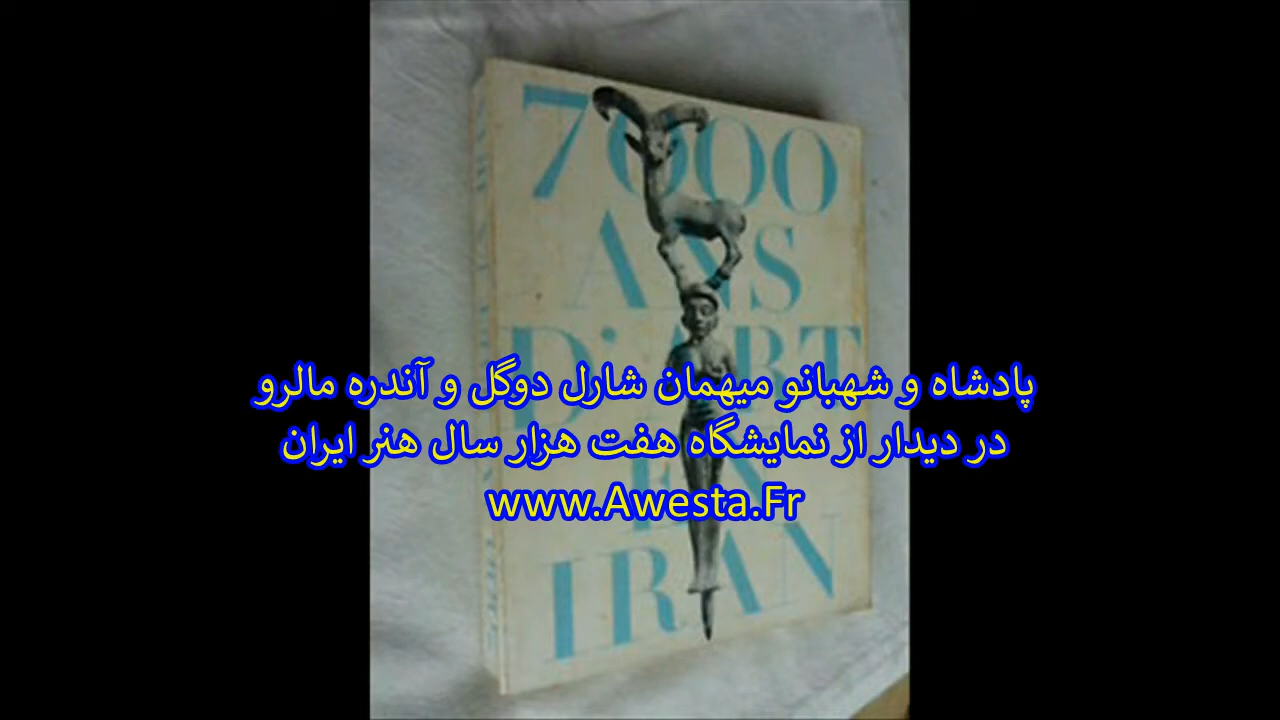 7000
ANS
D'ART
EN
IRAN
پادشاه و شهبانو میهمان شارل دوگل و آندره مالرو
در دیدار از نمایشگاه هفت هزار سال هنر ایران
www.Awesta.Fr